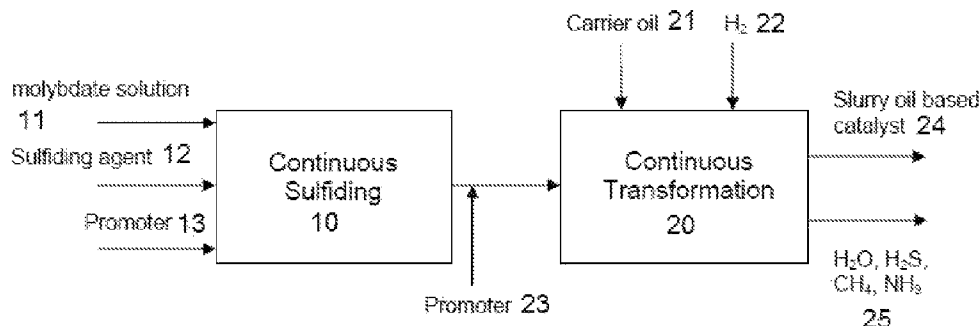 Carrier oil 21
H₂ 22
molybdate solution
11
Sulfiding agent 12
Promoter 13
Continuous
Sulfiding
10
Promoter 23
Continuous
Transformation
20
Slurry oil based
catalyst 24
H₂O, H₂S,
CH₄, NH₃
25